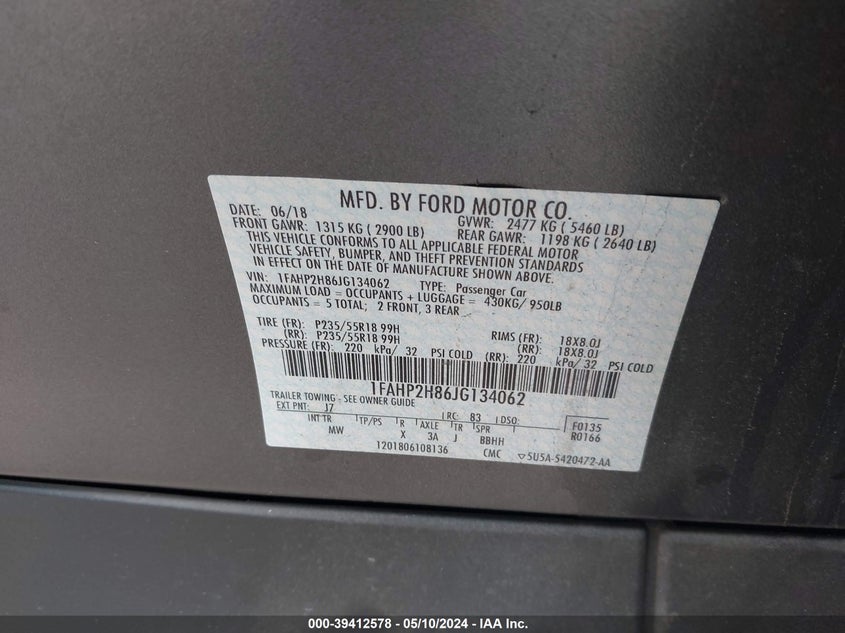 MFD. BY FORD MOTOR CO.
DATE: 06/18 GVWR: 2477 KG ( 5460 LB)
FRONT GAWR: 1315 KG ( 2900 LB) REAR GAWR: 1198 KG ( 2640 LB)
THIS VEHICLE CONFORMS TO ALL APPLICABLE FEDERAL MOTOR
VEHICLE SAFETY, BUMPER, AND THEFT PREVENTION STANDARDS
IN EFFECT ON THE DATE OF MANUFACTURE SHOWN ABOVE.
VIN: 1FAHP2H86JG134062 TYPE: Passenger Car
MAXIMUM LOAD = OCCUPANTS + LUGGAGE = 430KG/ 950LB
OCCUPANTS = 5 TOTAL; 2 FRONT, 3 REAR
TIRE (FR): P235/55R18 99H RIMS (FR): 18X8.0J
(RR): P235/55R18 99H (RR): 18X8.0J
PRESSURE (FR): 220 kPa/ 32 PSI COLD (RR): 220 kPa/ 32 PSI COLD
1FAHP2H86JG134062
TRAILER TOWING - SEE OWNER GUIDE
EXT PNT: J7 RC: 83 DSO: F0135
INT TR TP/PS R AXLE TR SPR R0166
MW X 3A J BBHH
1201806108136 CMC ▽5U5A-5420472-AA
000-39412578 - 05/10/2024 - IAA Inc.